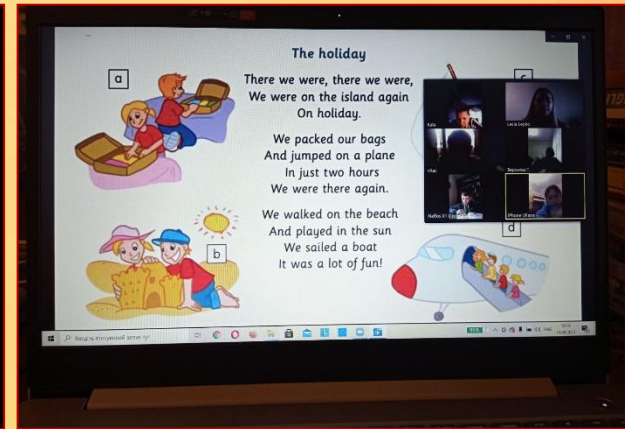 The holiday
a
There we were, there we were,
We were on the island again
On holiday.
We packed our bags
And jumped on a plane
In just two hours
We were there again.
b
We walked on the beach
And played in the sun
We sailed a boat
It was a lot of fun!
d